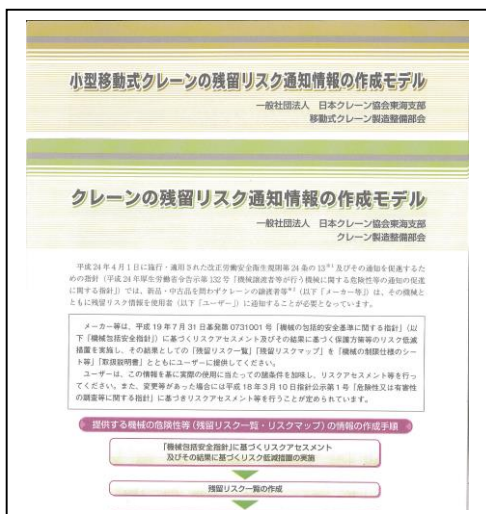 小型移動式クレーンの残留リスク通知情報の作成モデル
一般社団法人 日本クレーン協会東海支部
移動式クレーン製造整備部会
クレーンの残留リスク通知情報の作成モデル
一般社団法人 日本クレーン協会東海支部
クレーン製造整備部会
平成24年4月1日に施行・適用された改正労働安全衛生規則第24条の13※1及びその通知を促進するた
めの指針(平成24年厚生労働省告示第132号「機械譲渡者等が行う機械に関する危険性等の通知の促進
に関する指針」)では、新品・中古品を問わずクレーンの譲渡者等※2(以下「メーカー等」)は、その機械と
ともに残留リスク情報を使用者(以下「ユーザー」)に通知することが必要となっています。
メーカー等は、平成19年7月31日基発第0731001号「機械の包括的安全基準に関する指針」(以
下「機械包括安全指針」)に基づくリスクアセスメント及びその結果に基づく保護方策等のリスク低減
措置を実施し、その結果としての「残留リスク一覧」「残留リスクマップ」を「機械の制限仕様のシー
ト等」「取扱説明書」とともにユーザーに提供してください。
ユーザーは、この情報を基に実際の使用に当たっての諸条件を加味し、リスクアセスメント等を行っ
てください。また、変更等があった場合には平成18年3月10日指針公示第1号「危険性又は有害性
の調査等に関する指針」に基づきリスクアセスメント等を行うことが定められています。
提供する機械の危険性等(残留リスク一覧・リスクマップ)の情報の作成手順
「機械包括安全指針」に基づくリスクアセスメント
及びその結果に基づくリスク低減措置の実施
残留リスク一覧の作成